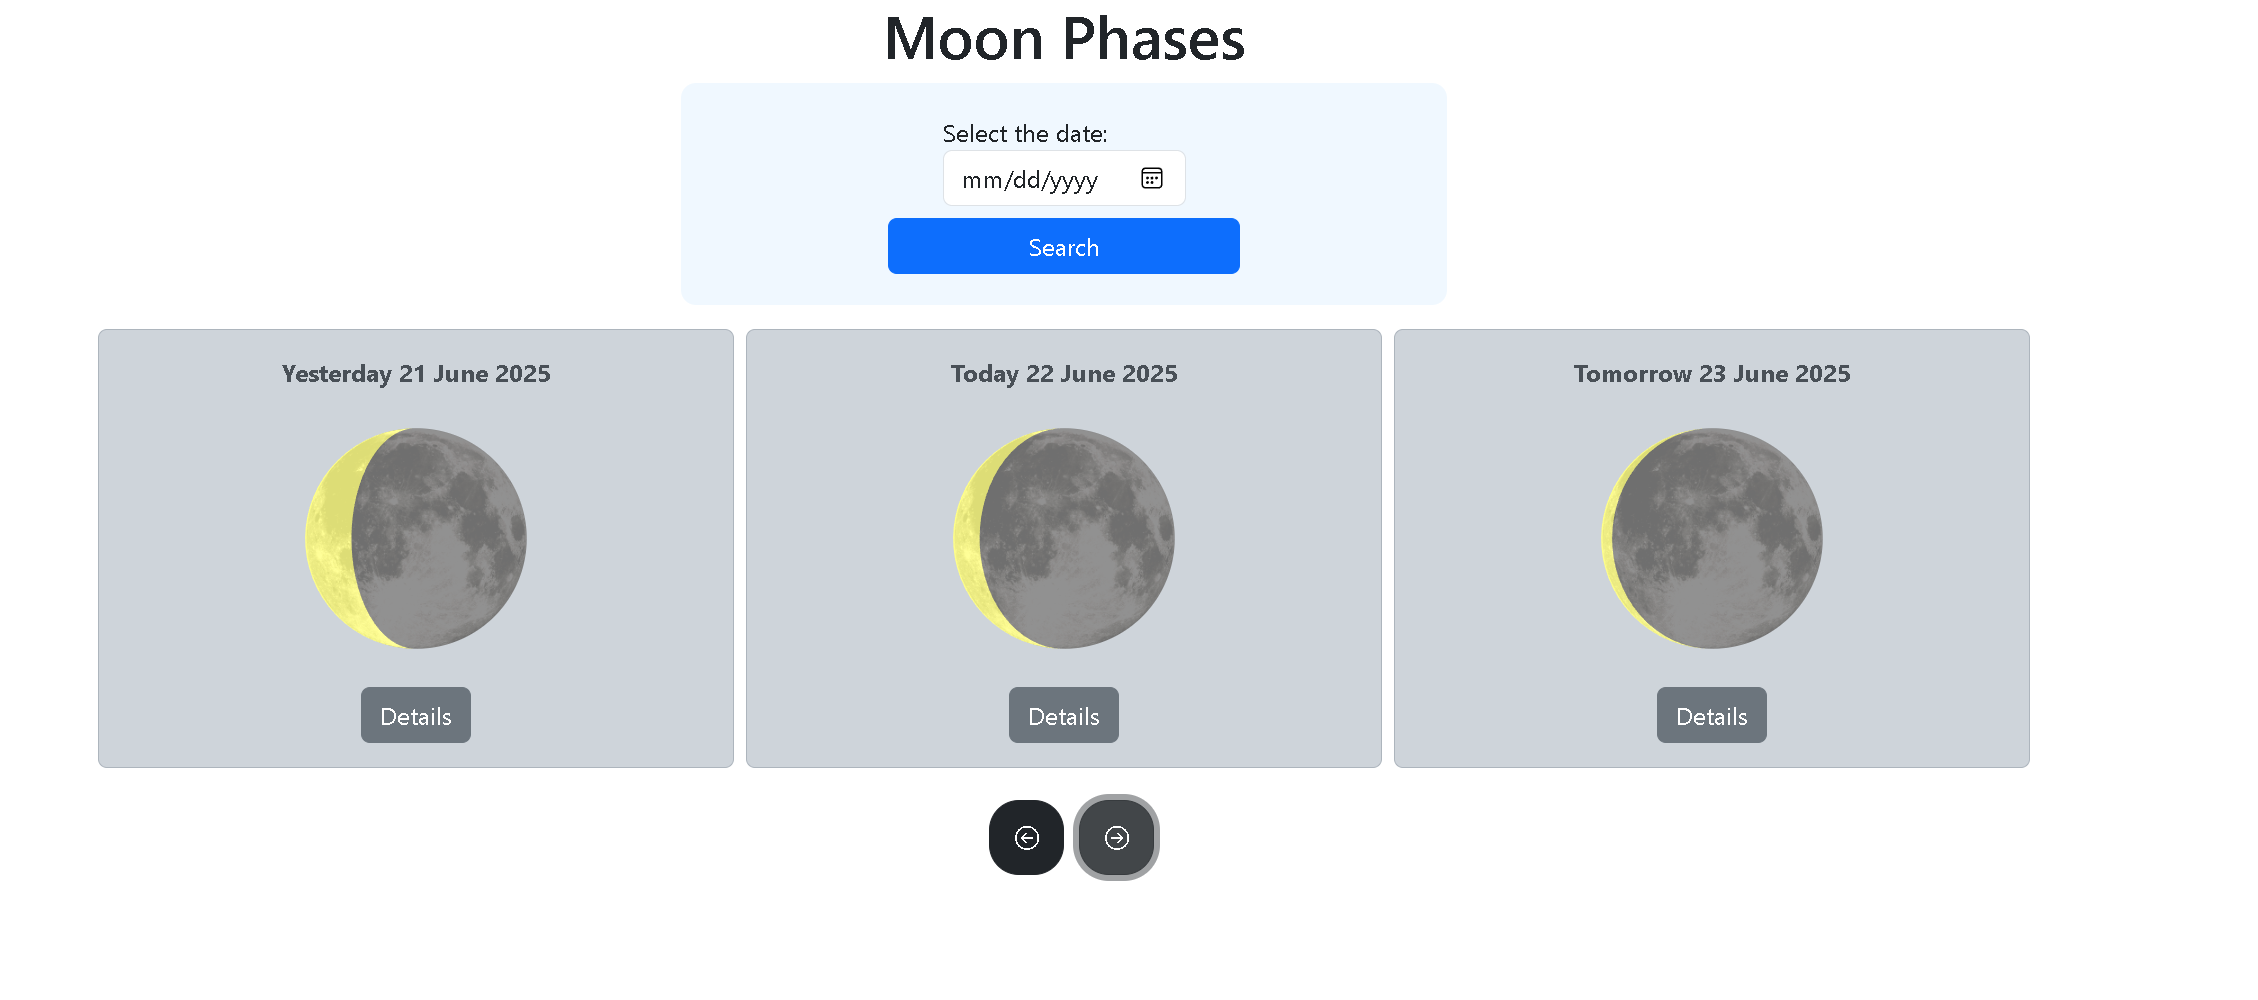 Moon Phases
Select the date:
mm/dd/yyyy
Search
Yesterday 21 June 2025
Today 22 June 2025
Tomorrow 23 June 2025
Details
Details
Details